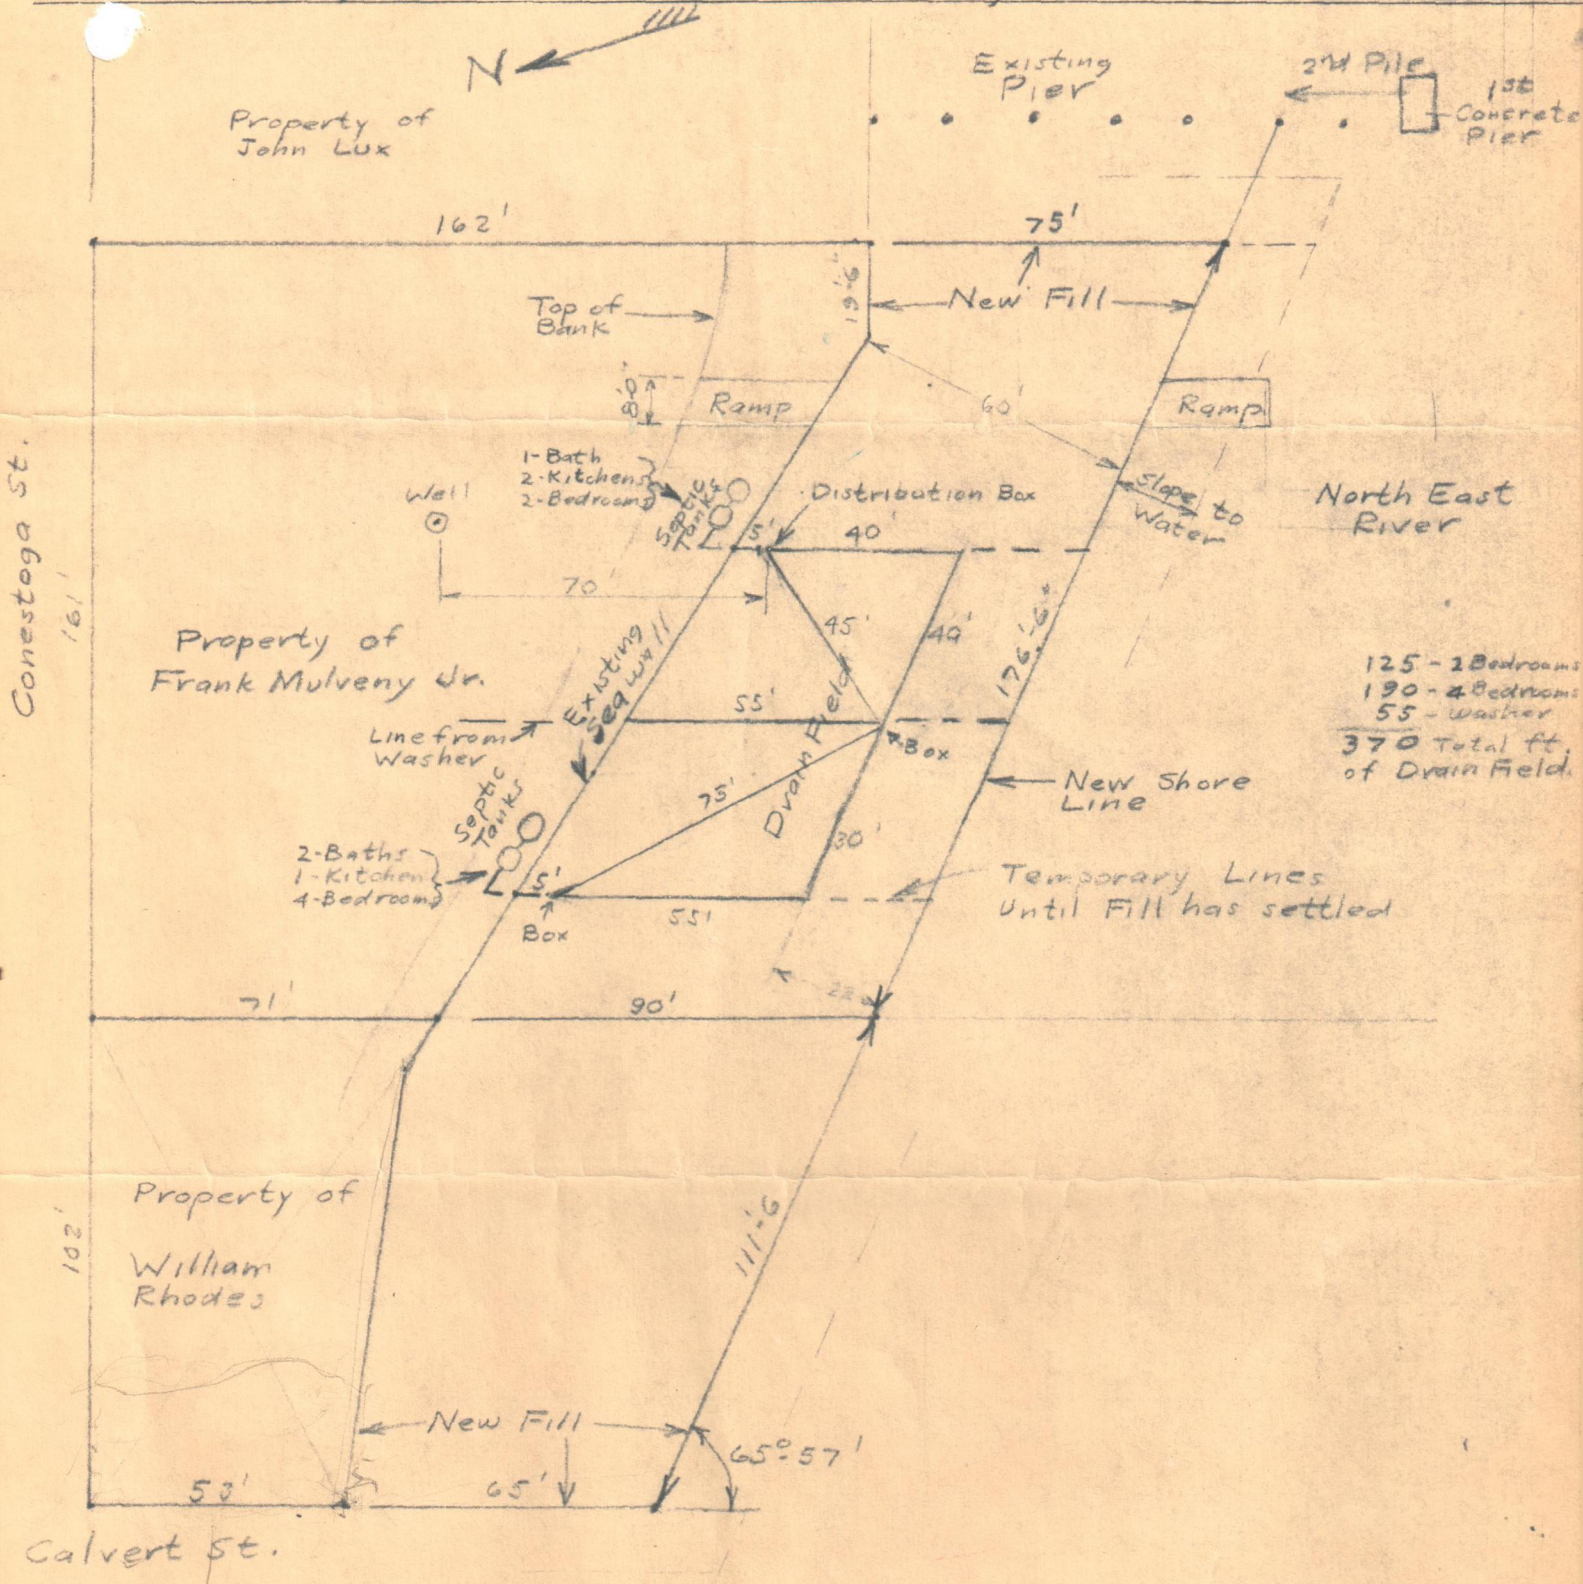 N
Existing
Pier
2nd Pile
1st
Concrete
Pier
Property of
John Lux
162'
75'
19'-6"
Top of
Bank
New Fill
8'-0"
Ramp
60'
Ramp
1-Bath
2-Kitchens
2-Bedrooms
Septic
Tanks
Well
Distribution Box
Slope to
Water
North East
River
5'
40'
70'
Conestoga St.
161'
45'
40'
176'-6"
Property of
Frank Mulveny Jr.
Existing
Sea Wall
125-2 Bedrooms
190-4 Bedrooms
55-Washer
370 Total ft.
of Drain Field.
55'
Line from
Washer
Box
Drain Field
Septic
Tanks
75'
New Shore
Line
30'
2-Baths
1-Kitchen
4-Bedrooms
5'
Box
55'
Temporary Lines
Until Fill has settled
71'
90'
22'
Property of
William
Rhodes
102'
111'-6
New Fill
65°-57'
53'
65'
Calvert St.